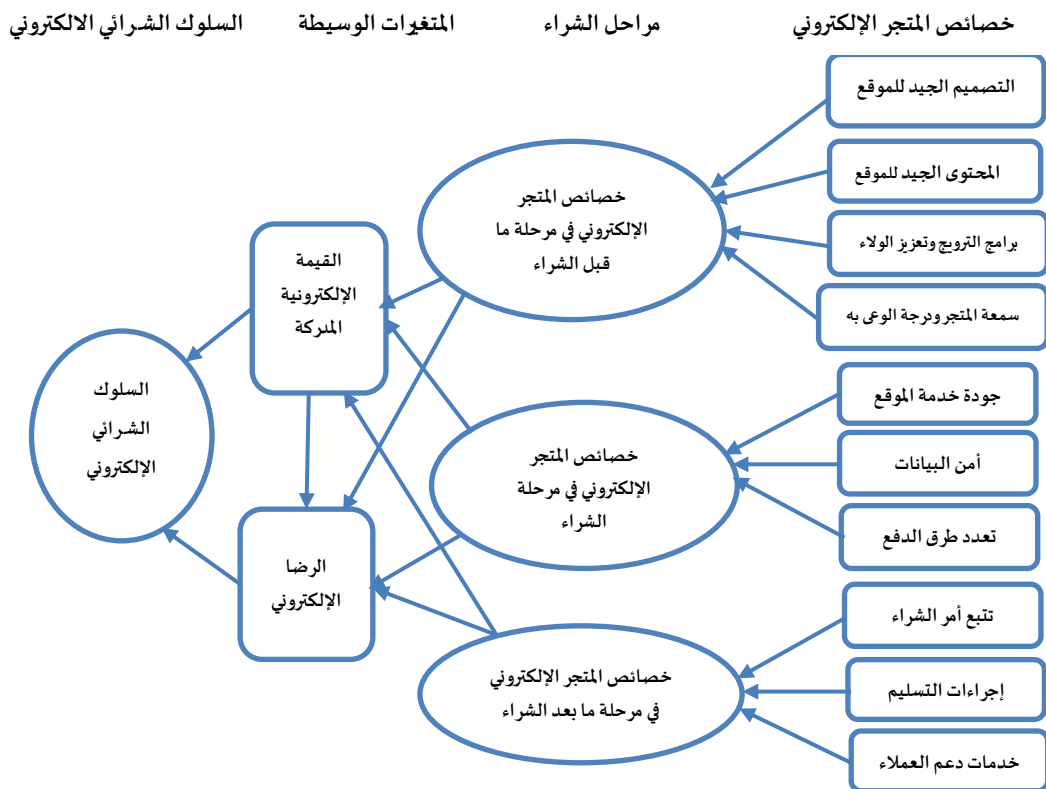 خصائص المتجر الإلكتروني
مراحل الشراء
المتغيرات الوسيطة
السلوك الشرائي الالكتروني
التصميم الجيد للموقع
المحتوى الجيد للموقع
برامج الترويج وتعزيز الولاء
سمعة المتجر ودرجة الوعى به
جودة خدمة الموقع
أمن البيانات
تعدد طرق الدفع
تتبع أمر الشراء
إجراءات التسليم
خدمات دعم العملاء
خصائص المتجر
الإلكتروني في مرحلة ما
قبل الشراء
خصائص المتجر
الإلكتروني في مرحلة
الشراء
خصائص المتجر الإلكتروني
في مرحلة ما بعد الشراء
القيمة
الإلكترونية
المدركة
الرضا
الإلكتروني
السلوك
الشرائي
الإلكتروني